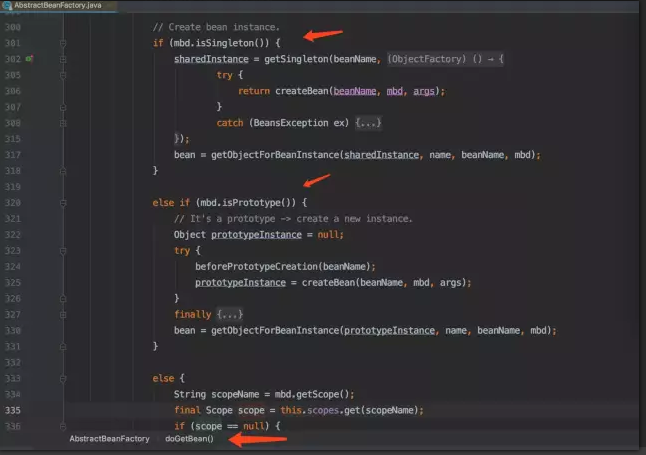 AbstractBeanFactory.java
300 // Create bean instance.
301 if (mbd.isSingleton()) {
302 sharedInstance = getSingleton(beanName, (ObjectFactory) () → {
305 try {
306 return createBean(beanName, mbd, args);
307 }
308 catch (BeansException ex) {...}
315 });
317 bean = getObjectForBeanInstance(sharedInstance, name, beanName, mbd);
318 }
319
320 else if (mbd.isPrototype()) {
321 // It's a prototype -> create a new instance.
322 Object prototypeInstance = null;
323 try {
324 beforePrototypeCreation(beanName);
325 prototypeInstance = createBean(beanName, mbd, args);
326 }
327 finally {...}
330 bean = getObjectForBeanInstance(prototypeInstance, name, beanName, mbd);
331 }
332
333 else {
334 String scopeName = mbd.getScope();
335 final Scope scope = this.scopes.get(scopeName);
336 if (scope == null) {
AbstractBeanFactory doGetBean()